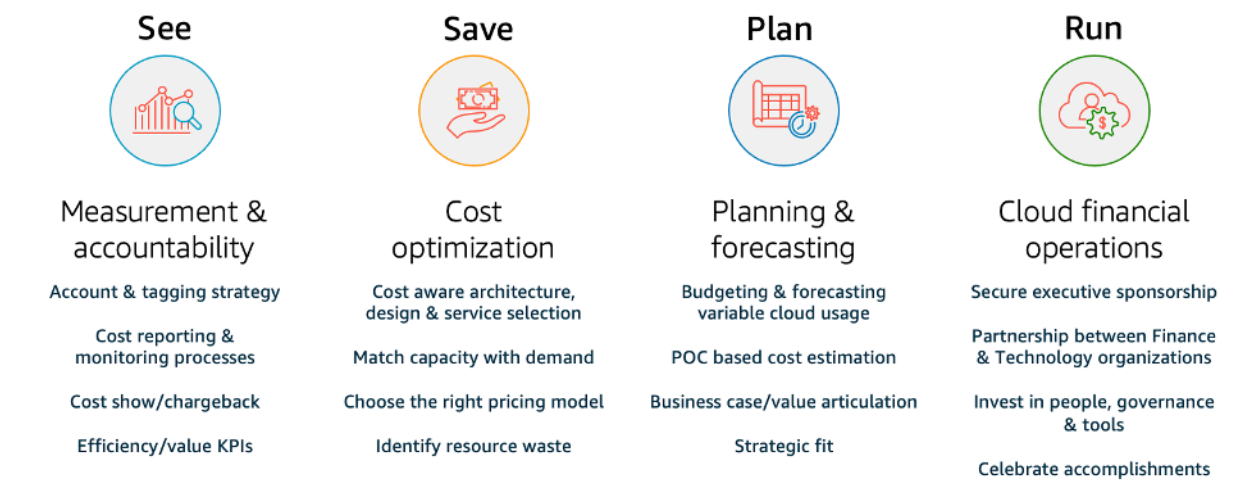 See
Measurement &
accountability
Account & tagging strategy
Cost reporting &
monitoring processes
Cost show/chargeback
Efficiency/value KPIs
Save
Cost
optimization
Cost aware architecture,
design & service selection
Match capacity with demand
Choose the right pricing model
Identify resource waste
Plan
Planning &
forecasting
Budgeting & forecasting
variable cloud usage
POC based cost estimation
Business case/value articulation
Strategic fit
Run
$
Cloud financial
operations
Secure executive sponsorship
Partnership between Finance
& Technology organizations
Invest in people, governance
& tools
Celebrate accomplishments